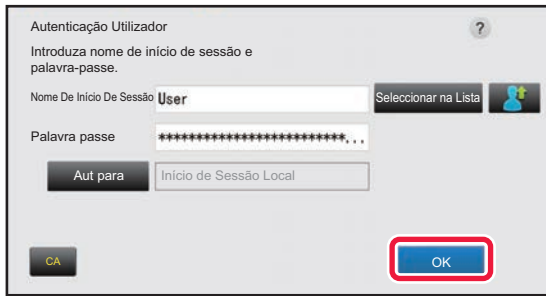 Autenticação Utilizador
?
Introduza nome de início de sessão e
palavra-passe.
Nome De Início De Sessão User Seleccionar na Lista
Palavra passe *************************...
Aut para Início de Sessão Local
CA OK